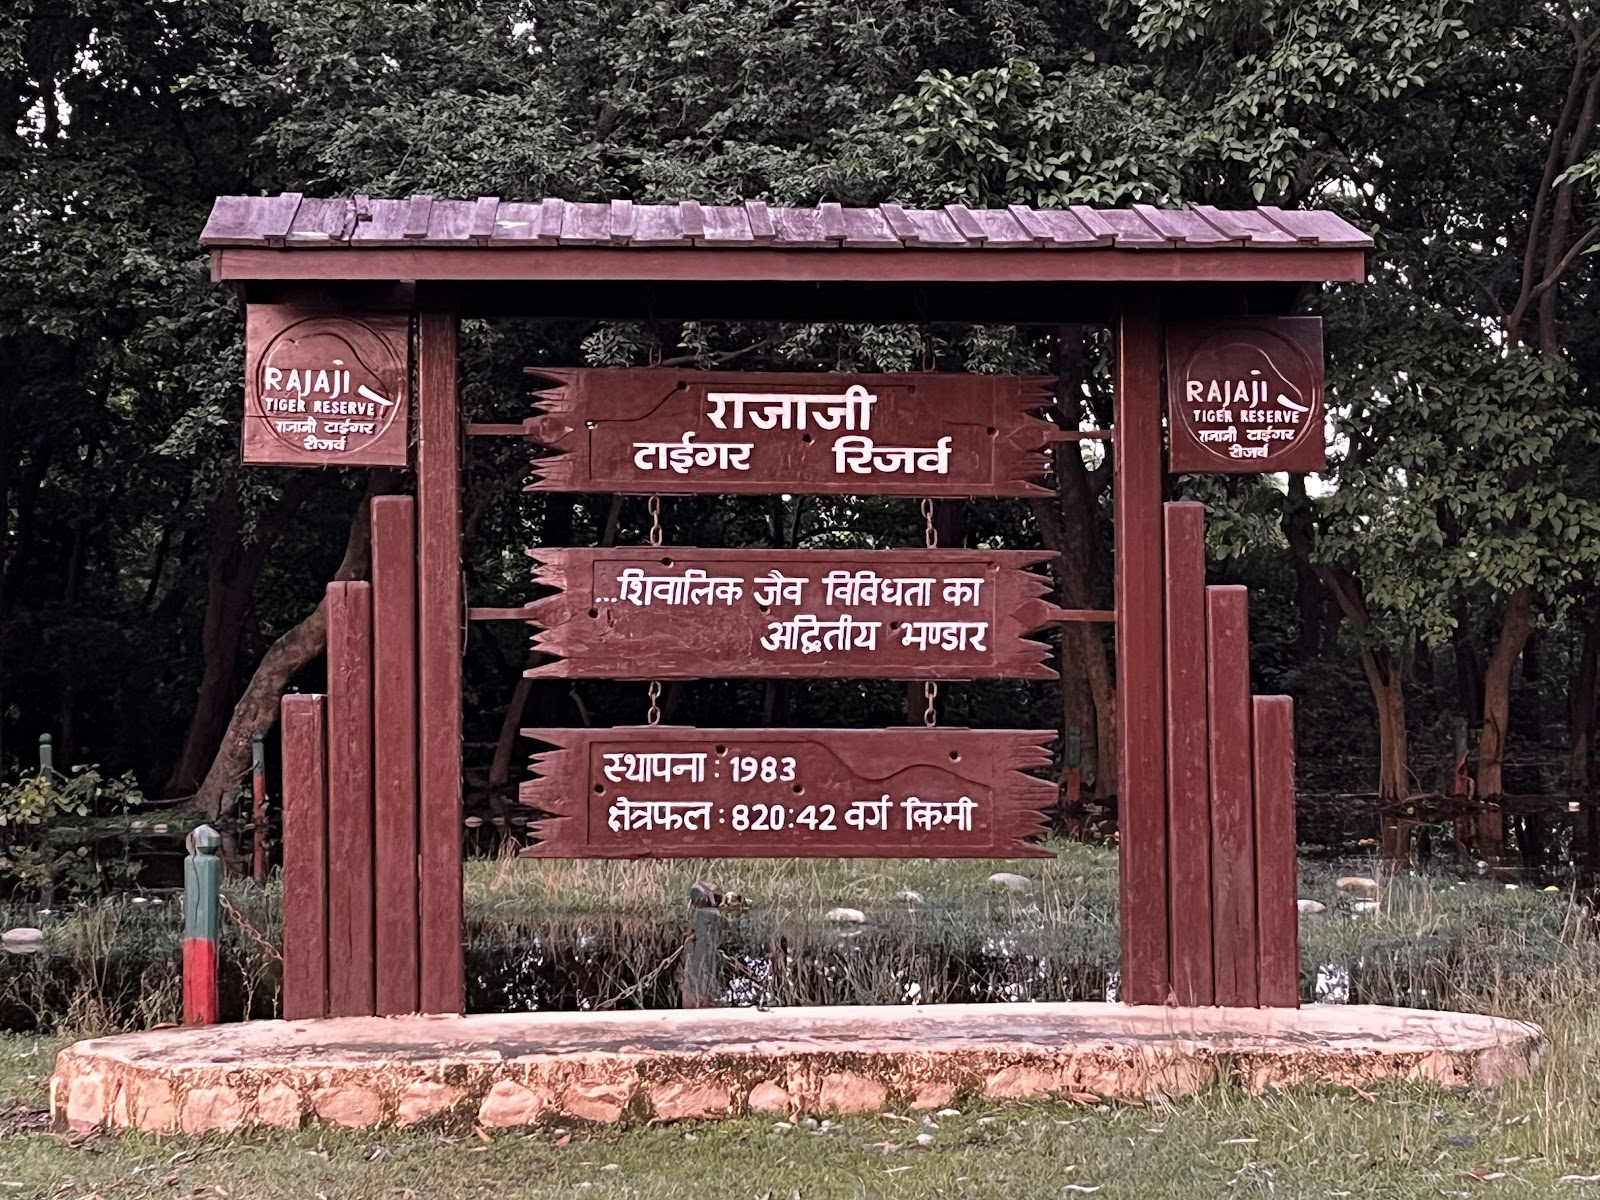 RAJAJI
TIGER RESERVE
राजाजी टाईगर
रीजर्व
राजाजी
टाईगर रिजर्व
...शिवालिक जैव विविधता का
अद्वितीय भण्डार
स्थापना : 1983
क्षैत्रफल : 820:42 वर्ग किमी
RAJAJI
TIGER RESERVE
राजाजी टाईगर
रीजर्व